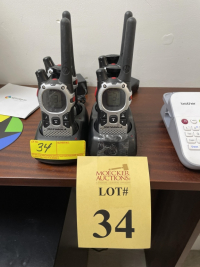 brother
34
MOECKER
AUCTIONS
LOT#
34